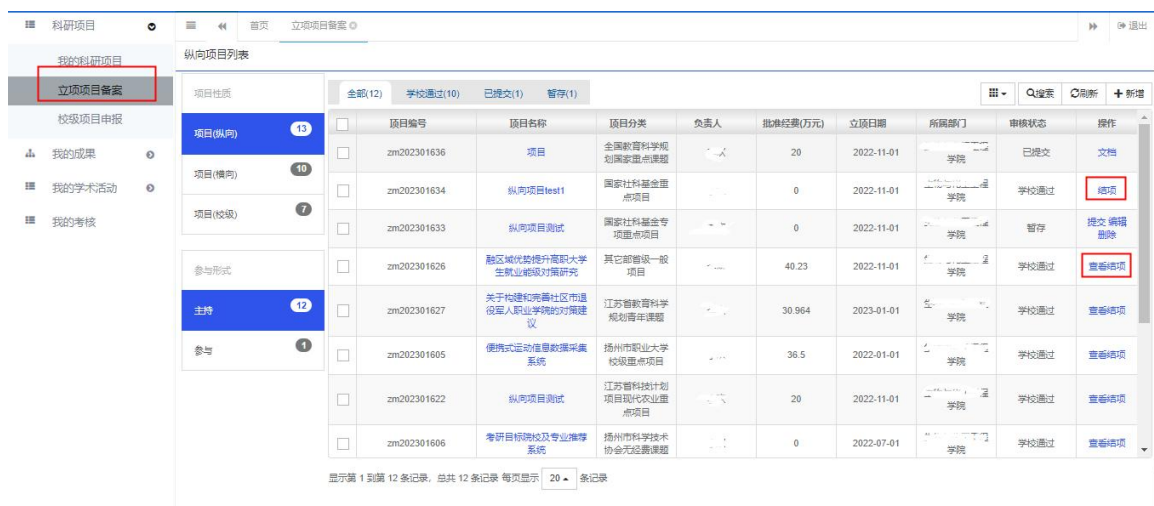 科研项目
首页 立项项目备案
退出
我的科研项目
纵向项目列表
立项项目备案
校级项目申报
我的成果
我的学术活动
我的考核
项目性质
项目(纵向) 13
项目(横向) 10
项目(校级) 7
参与形式
主持 12
参与 1
全部(12) 学校通过(10) 已提交(1) 暂存(1)
搜索 刷新 新增
项目编号 项目名称 项目分类 负责人 批准经费(万元) 立项日期 所属部门 审核状态 操作
zm202301636 项目 全国教育科学规
划国家重点课题 20 2022-11-01 学院 已提交 文档
zm202301634 纵向项目test1 国家社科基金重
点项目 0 2022-11-01 学院 学校通过 结项
zm202301633 纵向项目测试 国家社科基金专
项重点项目 0 2022-11-01 学院 暂存 提交 编辑
删除
zm202301626 融区域优势提升高职大学
生就业能级对策研究 其它部省级一般
项目 40.23 2022-11-01 学院 学校通过 查看结项
zm202301627 关于构建和完善社区市退
役军人职业学院的对策建
议 江苏省教育科学
规划青年课题 30.964 2023-01-01 学院 学校通过 查看结项
zm202301605 便携式运动信息数据采集
系统 扬州市职业大学
校级重点项目 36.5 2022-01-01 学院 学校通过 查看结项
zm202301622 纵向项目测试 江苏省科技计划
项目现代农业重
点项目 20 2022-11-01 学院 学校通过 查看结项
zm202301606 考研目标院校及专业推荐
系统 扬州市科学技术
协会无经费课题 0 2022-07-01 学院 学校通过 查看结项
显示第 1 到第 12 条记录，总共 12 条记录 每页显示 20 条记录